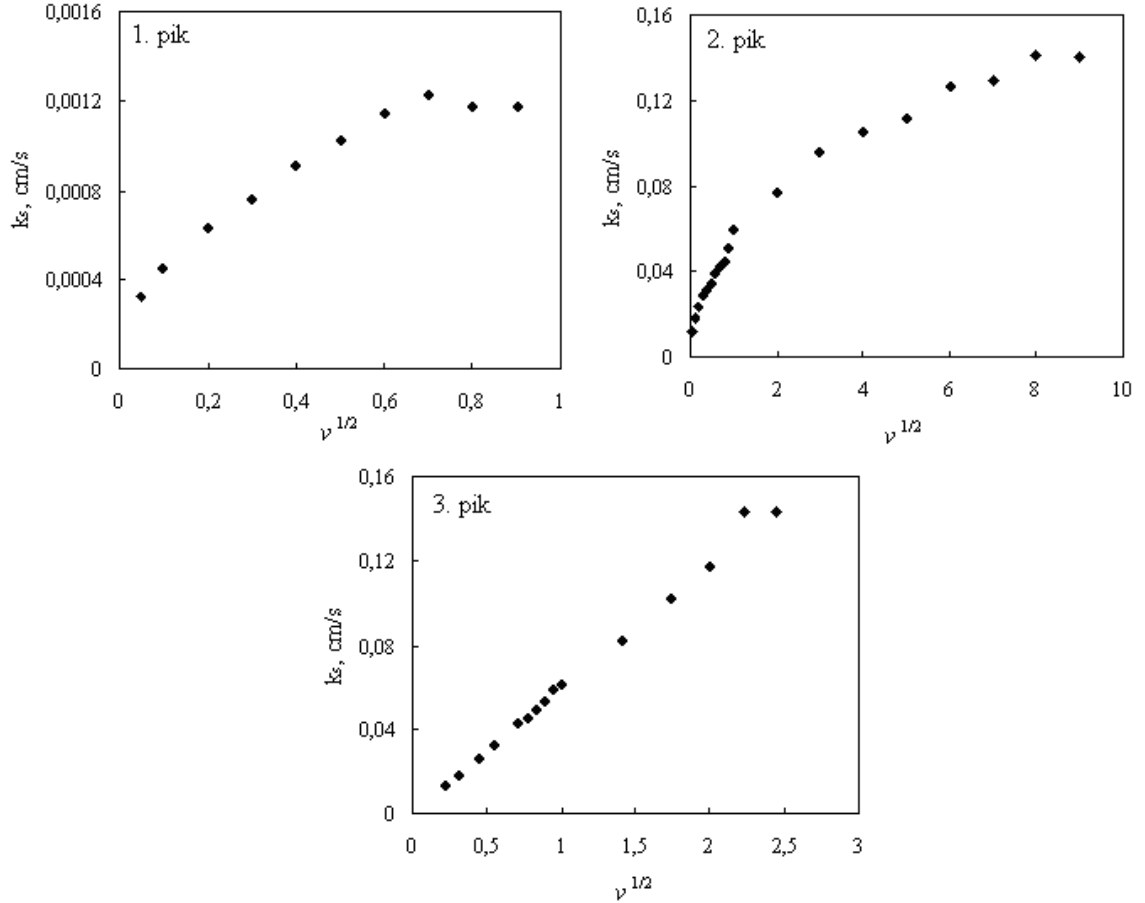 1. pik
0,0016
0,0012
0,0008
0,0004
0
ks, cm/s
0 0,2 0,4 0,6 0,8 1
ν 1/2
2. pik
0,16
0,12
0,08
0,04
0
ks, cm/s
0 2 4 6 8 10
ν 1/2
3. pik
0,16
0,12
0,08
0,04
0
ks, cm/s
0 0,5 1 1,5 2 2,5 3
ν 1/2